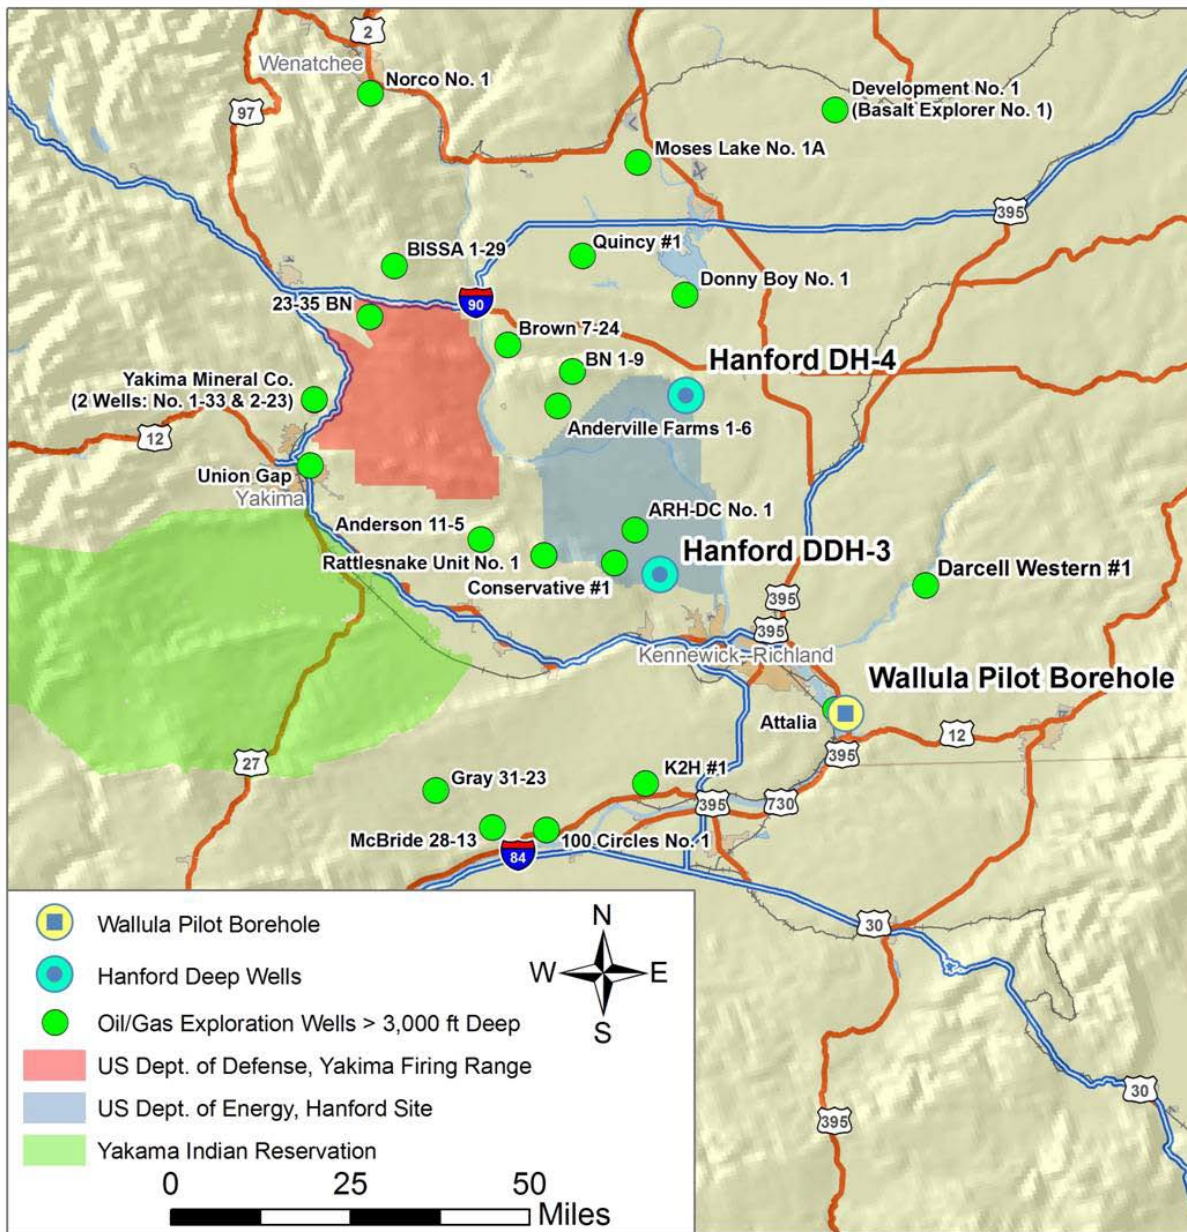 2
Wenatchee
Norco No. 1
97
Development No. 1
(Basalt Explorer No. 1)
Moses Lake No. 1A
395
BISSA 1-29
Quincy #1
Donny Boy No. 1
23-35 BN
90
Brown 7-24
BN 1-9
Hanford DH-4
Yakima Mineral Co.
(2 Wells: No. 1-33 & 2-23)
Anderville Farms 1-6
12
Union Gap
Yakima
Anderson 11-5
ARH-DC No. 1
Rattlesnake Unit No. 1
Hanford DDH-3
Conservative #1
Darcell Western #1
395
395
Kennewick--Richland
Wallula Pilot Borehole
Attalia
12
395
27
Gray 31-23
K2H #1
395
730
McBride 28-13
100 Circles No. 1
84
30
Wallula Pilot Borehole
Hanford Deep Wells
Oil/Gas Exploration Wells > 3,000 ft Deep
US Dept. of Defense, Yakima Firing Range
US Dept. of Energy, Hanford Site
Yakama Indian Reservation
N
W E
S
0 25 50
Miles
30
395